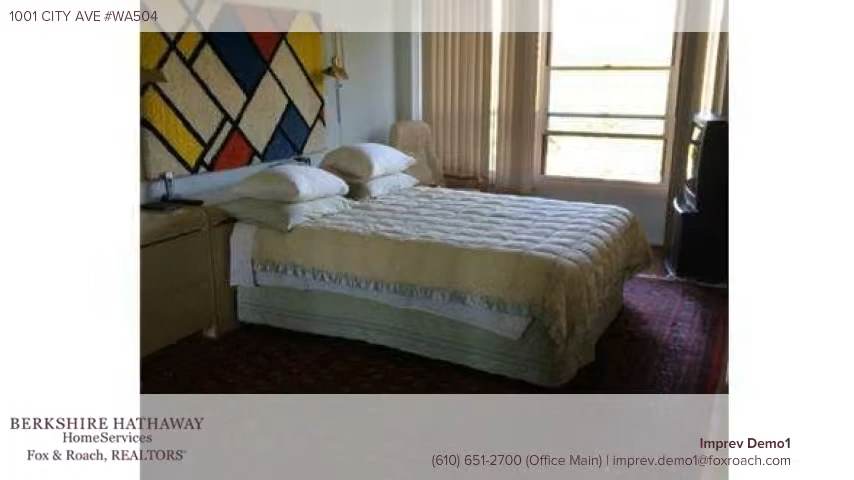 1001 CITY AVE #WA504
BERKSHIRE HATHAWAY
HomeServices
Fox & Roach, REALTORS®
Imprev Demo1
(610) 651-2700 (Office Main) | imprev.demo1@foxroach.com